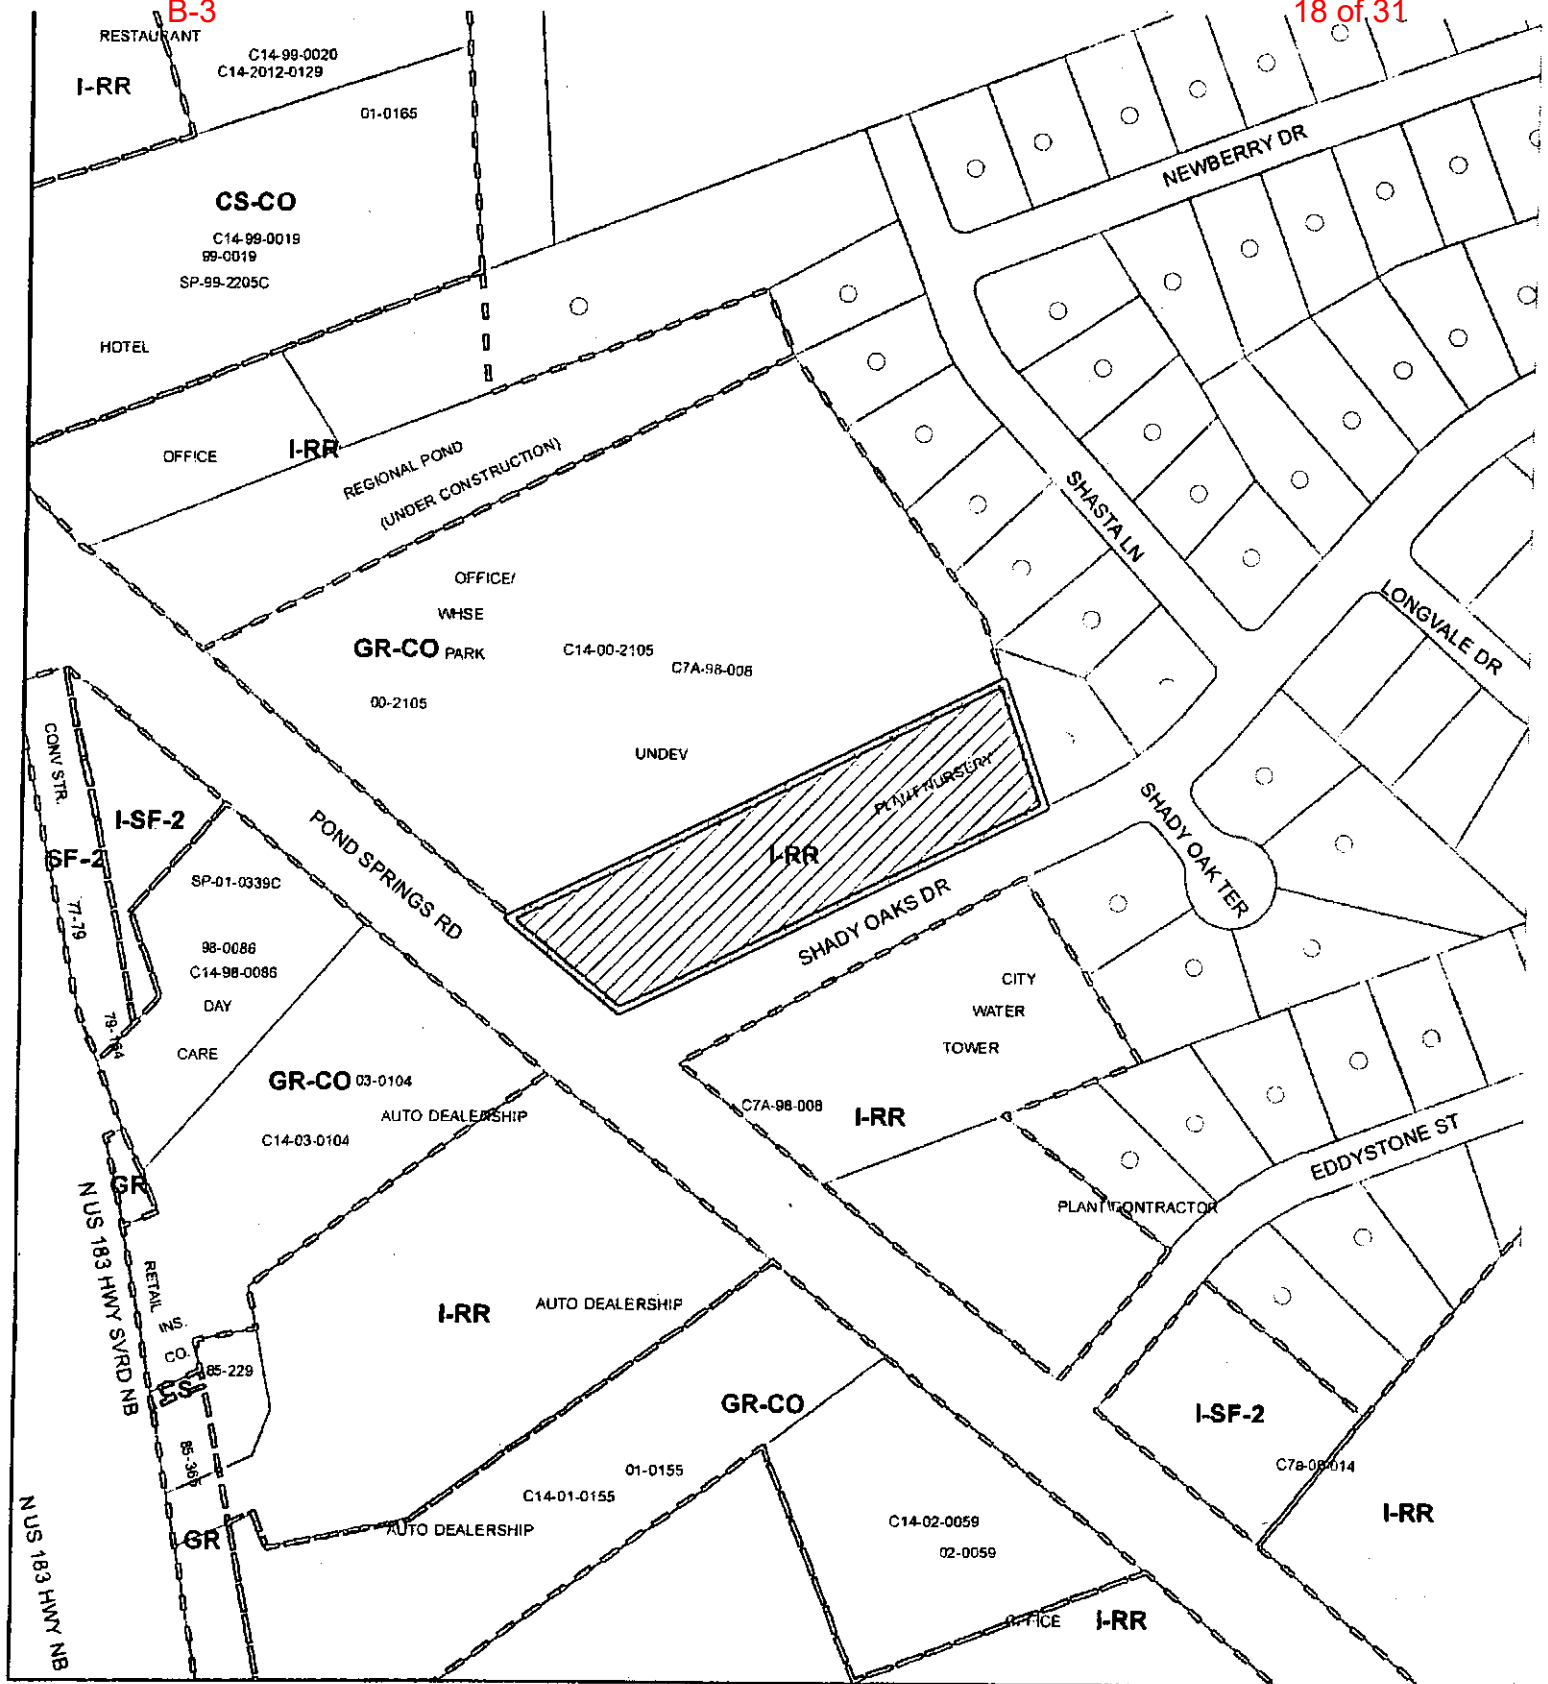 B-3
18 of 31
RESTAURANT
C14-99-0020
C14-2012-0129
I-RR
01-0165
CS-CO
C14-99-0019
99-0019
SP-99-2205C
HOTEL
NEWBERRY DR
OFFICE
I-RR
REGIONAL POND
(UNDER CONSTRUCTION)
SHASTA LN
OFFICE/
WHSE
GR-CO PARK
C14-00-2105
C7A-98-008
00-2105
UNDEV
LONGVALE DR
CONV STR.
I-SF-2
SF-2
77-79
POND SPRINGS RD
PLANT NURSERY
I-RR
SHADY OAKS DR
SHADY OAK TER
SP-01-0339C
98-0086
C14-98-0086
DAY
CARE
CITY
WATER
TOWER
GR-CO 03-0104
AUTO DEALERSHIP
C14-03-0104
C7A-98-008
I-RR
EDDYSTONE ST
GR
PLANT CONTRACTOR
N US 183 HWY SVRD NB
RETAIL
INS.
CO.
I-RR
AUTO DEALERSHIP
85-229
CS
GR-CO
I-SF-2
85-365
01-0155
C14-01-0155
AUTO DEALERSHIP
GR
C14-02-0059
02-0059
I-RR
OFFICE
I-RR
N US 183 HWY NB